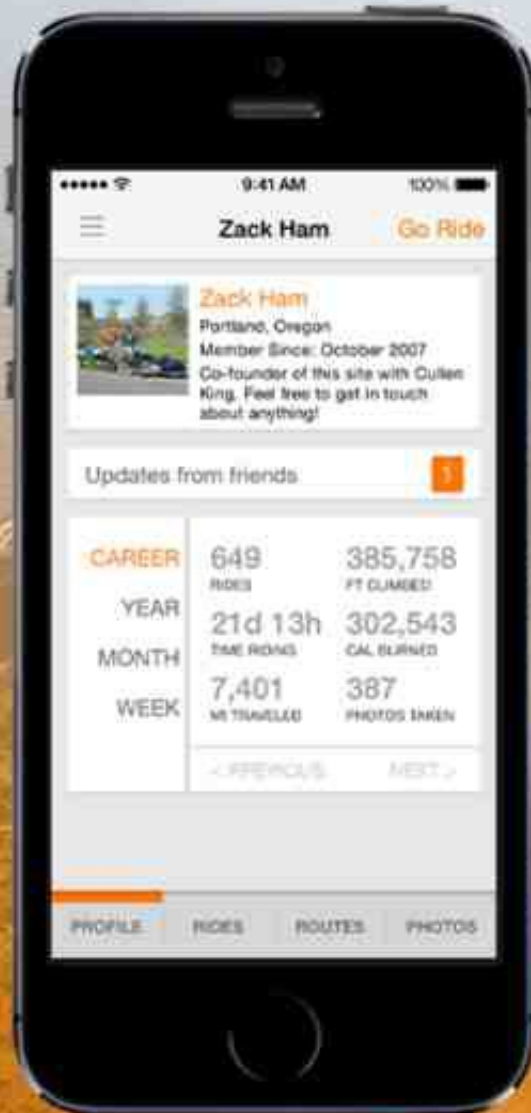 9:41 AM 100%
Zack Ham Go Ride
Zack Ham
Portland, Oregon
Member Since: October 2007
Co-founder of this site with Cullen
King. Feel free to get in touch
about anything!
Updates from friends 1
CAREER
YEAR
MONTH
WEEK
649 385,758
RIDES FT CLIMBED
21d 13h 302,543
TIME RIDING CAL BURNED
7,401 387
MI TRAVELED PHOTOS TAKEN
< PREVIOUS NEXT >
PROFILE RIDES ROUTES PHOTOS